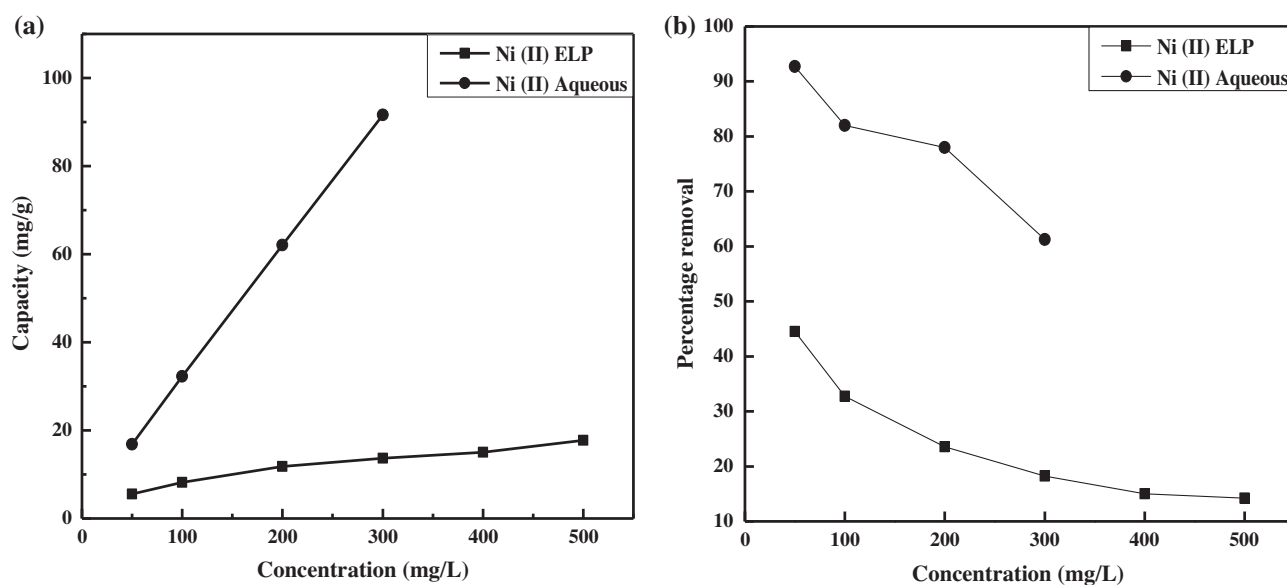 (a)
Ni (II) ELP
Ni (II) Aqueous
100
80
60
40
20
0
Capacity (mg/g)
0 100 200 300 400 500
Concentration (mg/L)
(b)
Ni (II) ELP
Ni (II) Aqueous
100
90
80
70
60
50
40
30
20
10
Percentage removal
0 100 200 300 400 500
Concentration (mg/L)